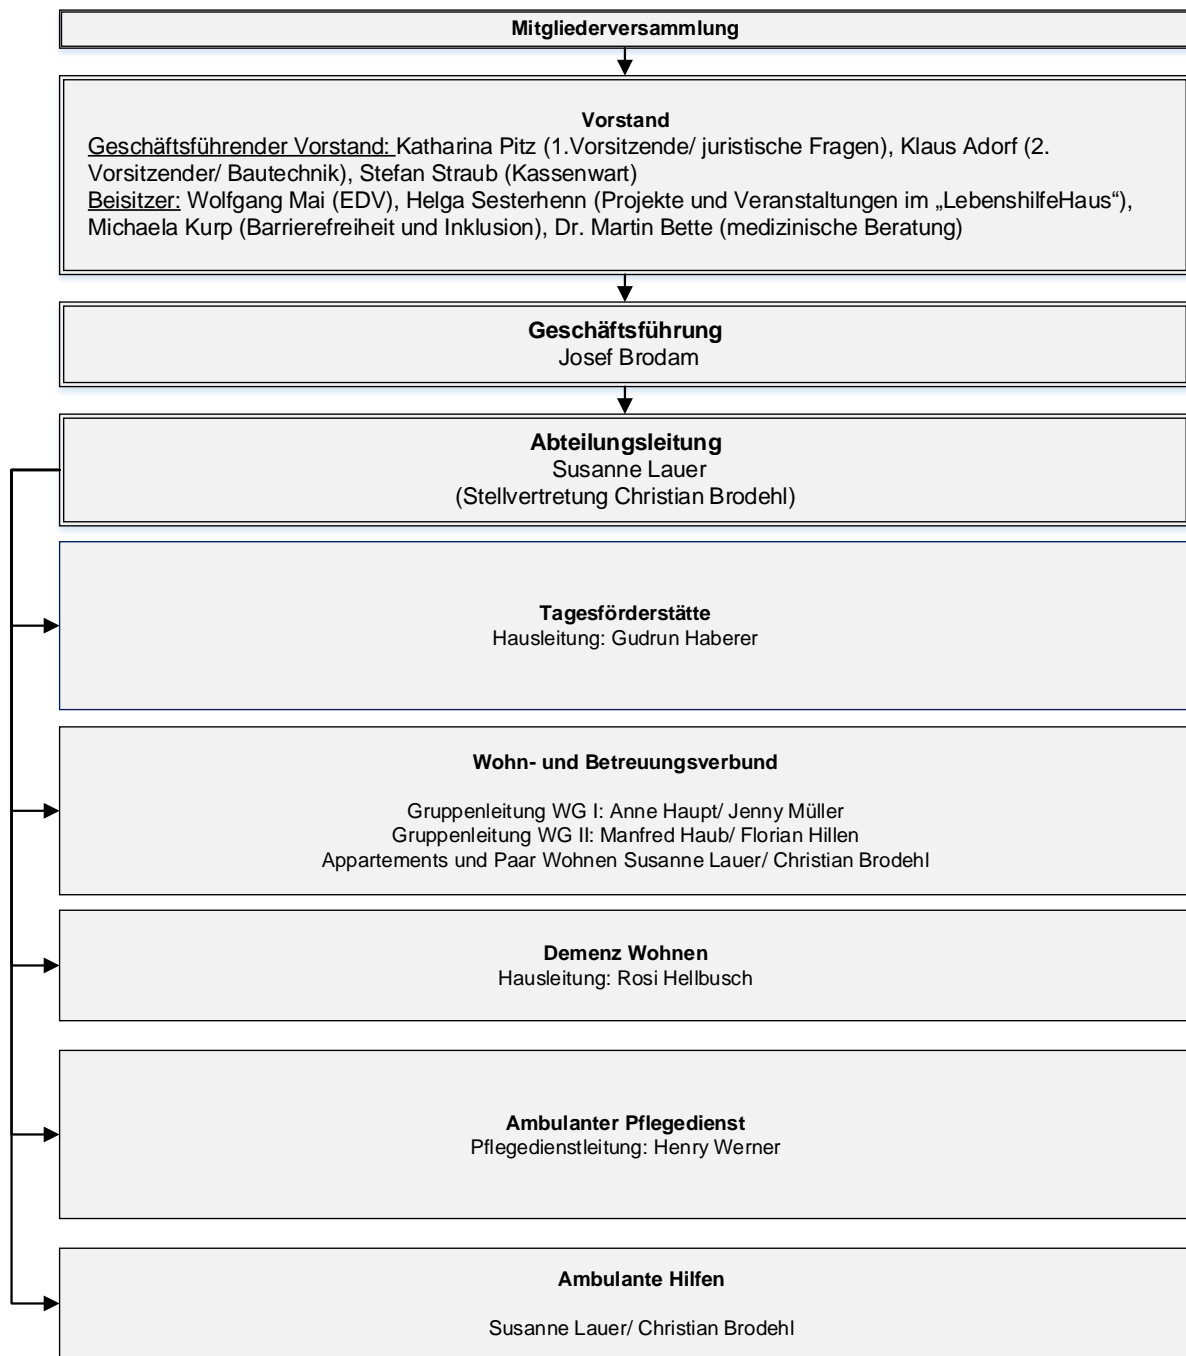 Mitgliederversammlung
Vorstand
Geschäftsführender Vorstand: Katharina Pitz (1.Vorsitzende/ juristische Fragen), Klaus Adorf (2.
Vorsitzender/ Bautechnik), Stefan Straub (Kassenwart)
Beisitzer: Wolfgang Mai (EDV), Helga Sesterhenn (Projekte und Veranstaltungen im „LebenshilfeHaus“),
Michaela Kurp (Barrierefreiheit und Inklusion), Dr. Martin Bette (medizinische Beratung)
Geschäftsführung
Josef Brodam
Abteilungsleitung
Susanne Lauer
(Stellvertretung Christian Brodehl)
Tagesförderstätte
Hausleitung: Gudrun Haberer
Wohn- und Betreuungsverbund
Gruppenleitung WG I: Anne Haupt/ Jenny Müller
Gruppenleitung WG II: Manfred Haub/ Florian Hillen
Appartements und Paar Wohnen Susanne Lauer/ Christian Brodehl
Demenz Wohnen
Hausleitung: Rosi Hellbusch
Ambulanter Pflegedienst
Pflegedienstleitung: Henry Werner
Ambulante Hilfen
Susanne Lauer/ Christian Brodehl